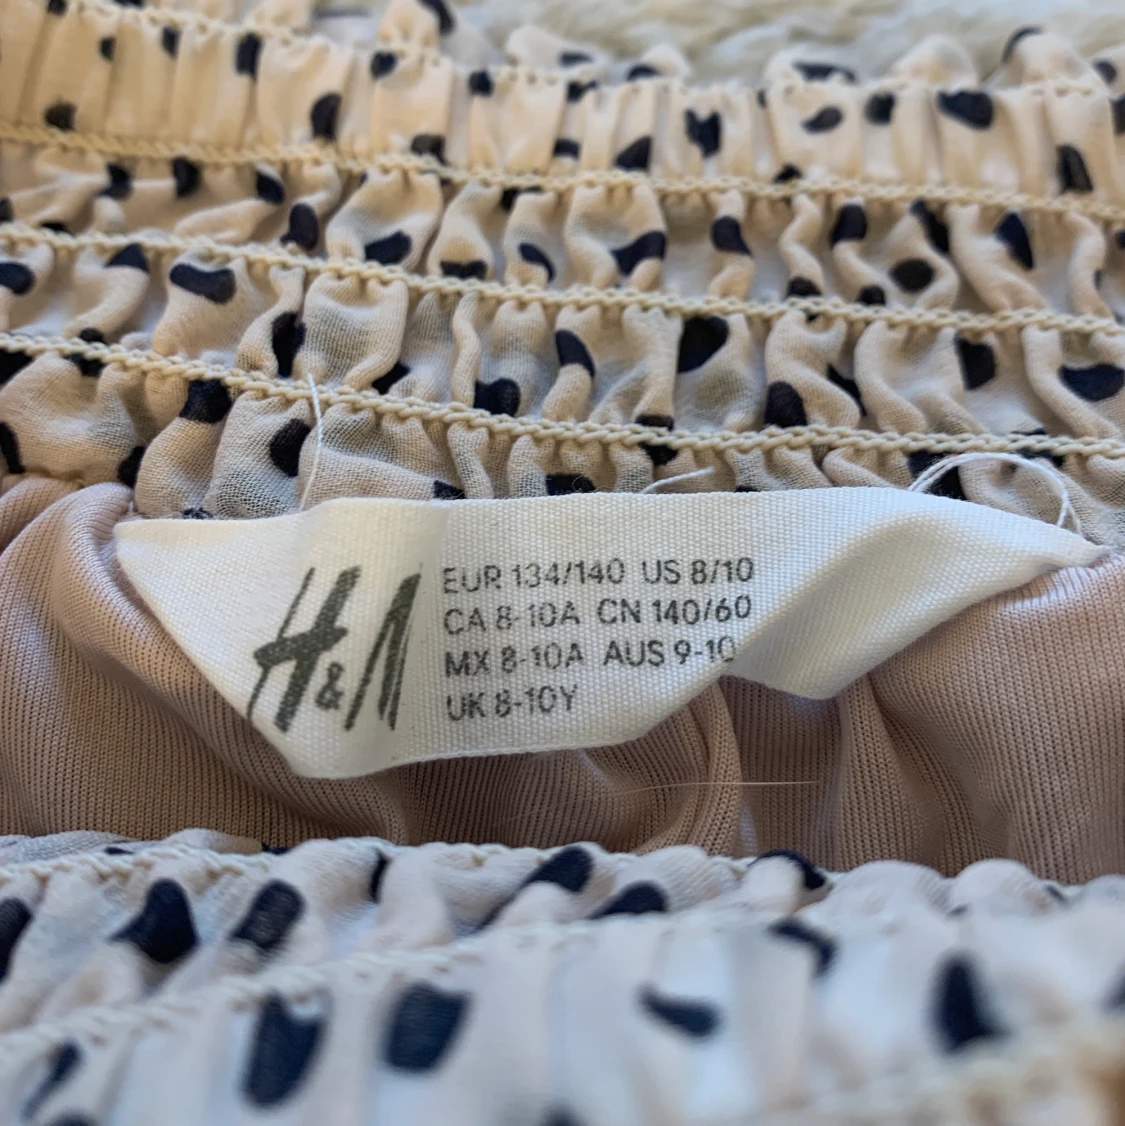 H&M
EUR 134/140 US 8/10
CA 8-10A CN 140/60
MX 8-10A AUS 9-10
UK 8-10Y